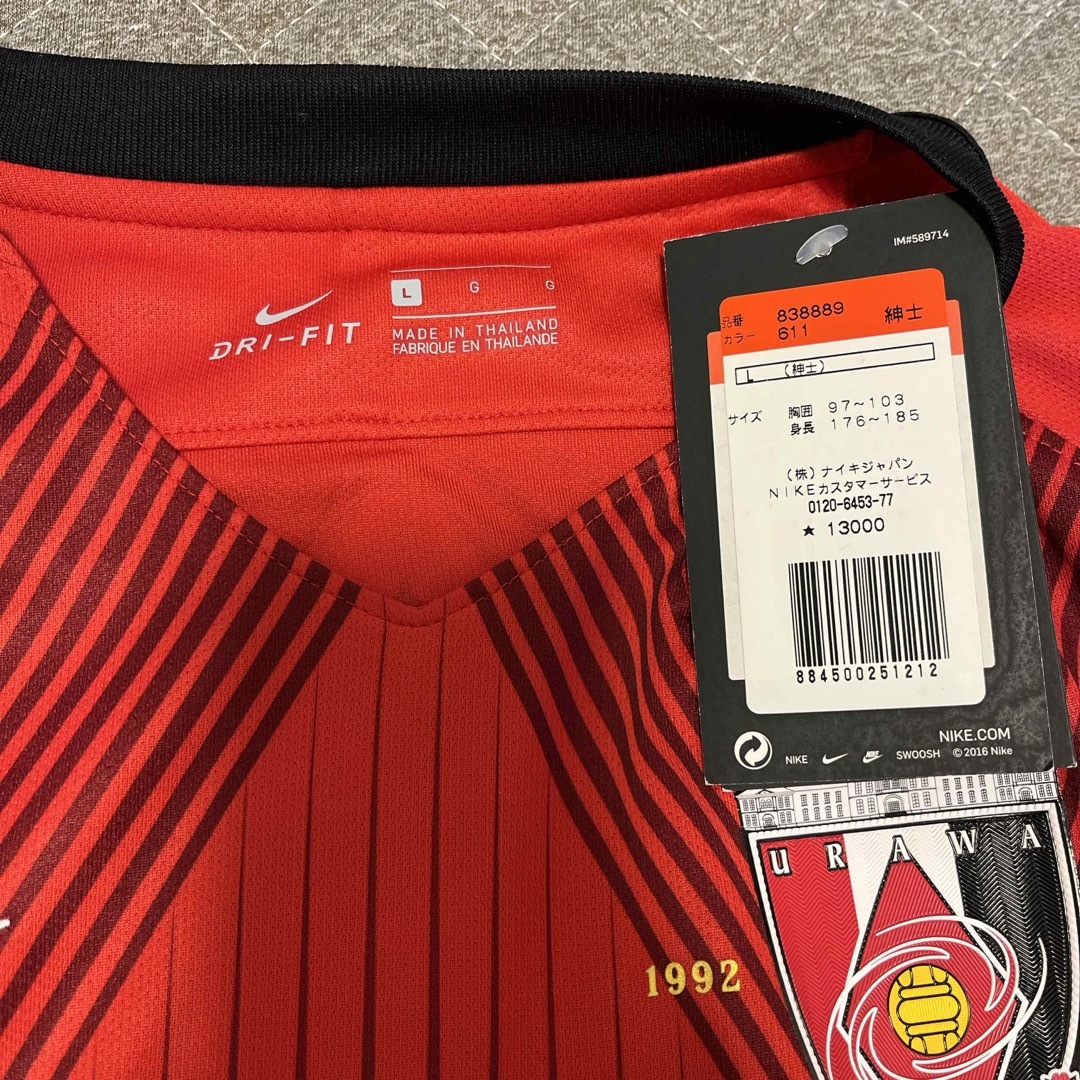 DRI-FIT
L G G
MADE IN THAILAND
FABRIQUE EN THAILANDE
IM#589714
品番 838889 紳士
カラー 611
L (紳士)
サイズ 胸囲 97~103
身長 176~185
(株)ナイキジャパン
NIKEカスタマーサービス
0120-6453-77
★ 13000
884500251212
NIKE.COM
NIKE SWOOSH © 2016 Nike
URAWA
1992